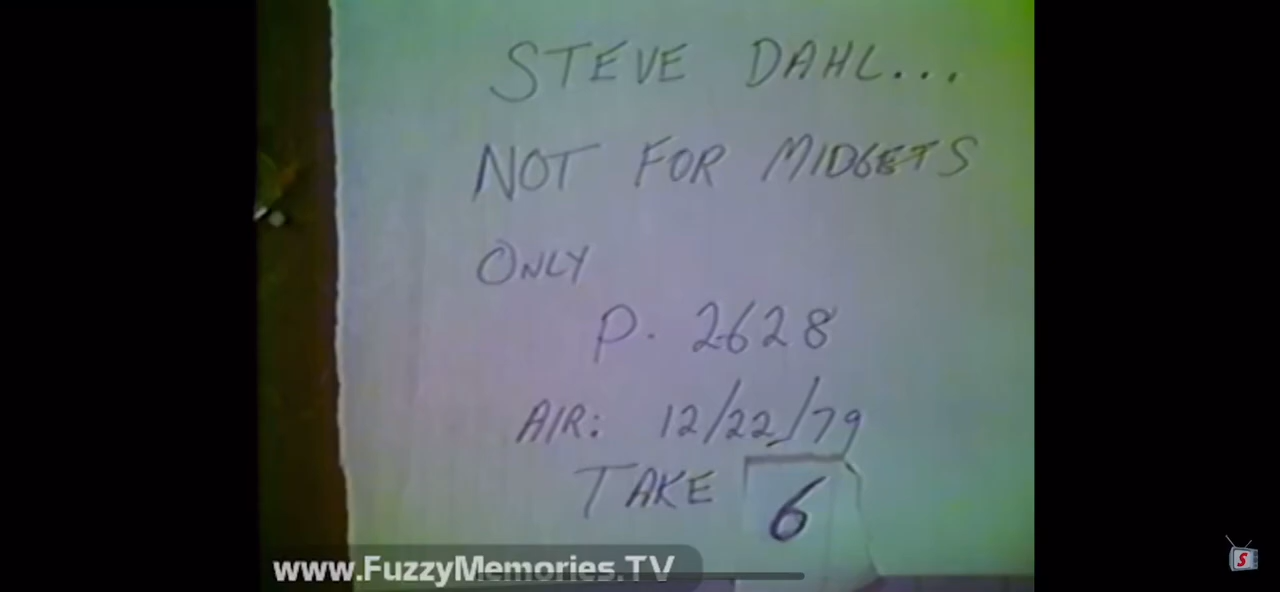 STEVE DAHL...
NOT FOR MIDGETS
ONLY
P. 2628
AIR: 12/22/79
TAKE 6
www.FuzzyMemories.TV
S